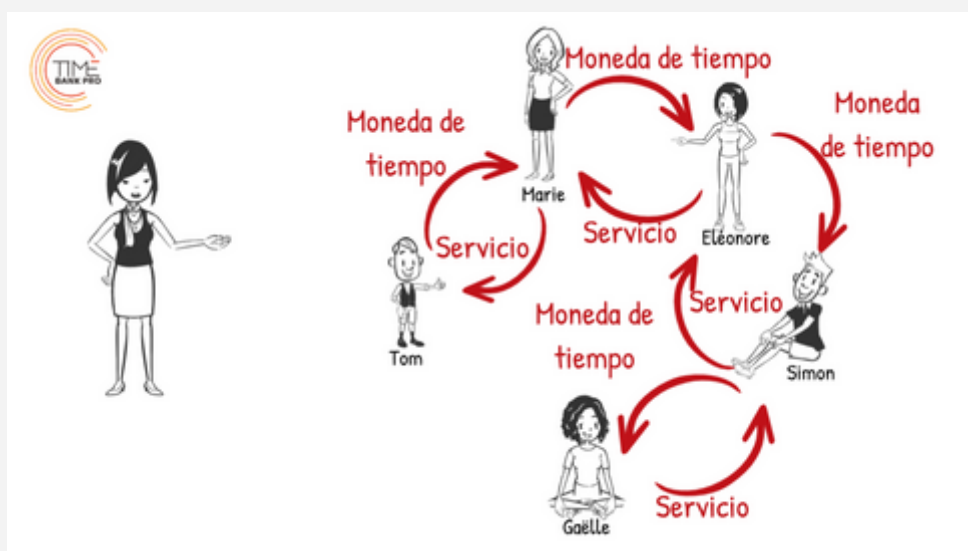 TIME
BANK PRO
Moneda de tiempo
Moneda
de tiempo
Moneda de
tiempo
Marie
Servicio
Servicio
Eléonore
Tom
Servicio
Moneda de
tiempo
Simon
Servicio
Gaëlle